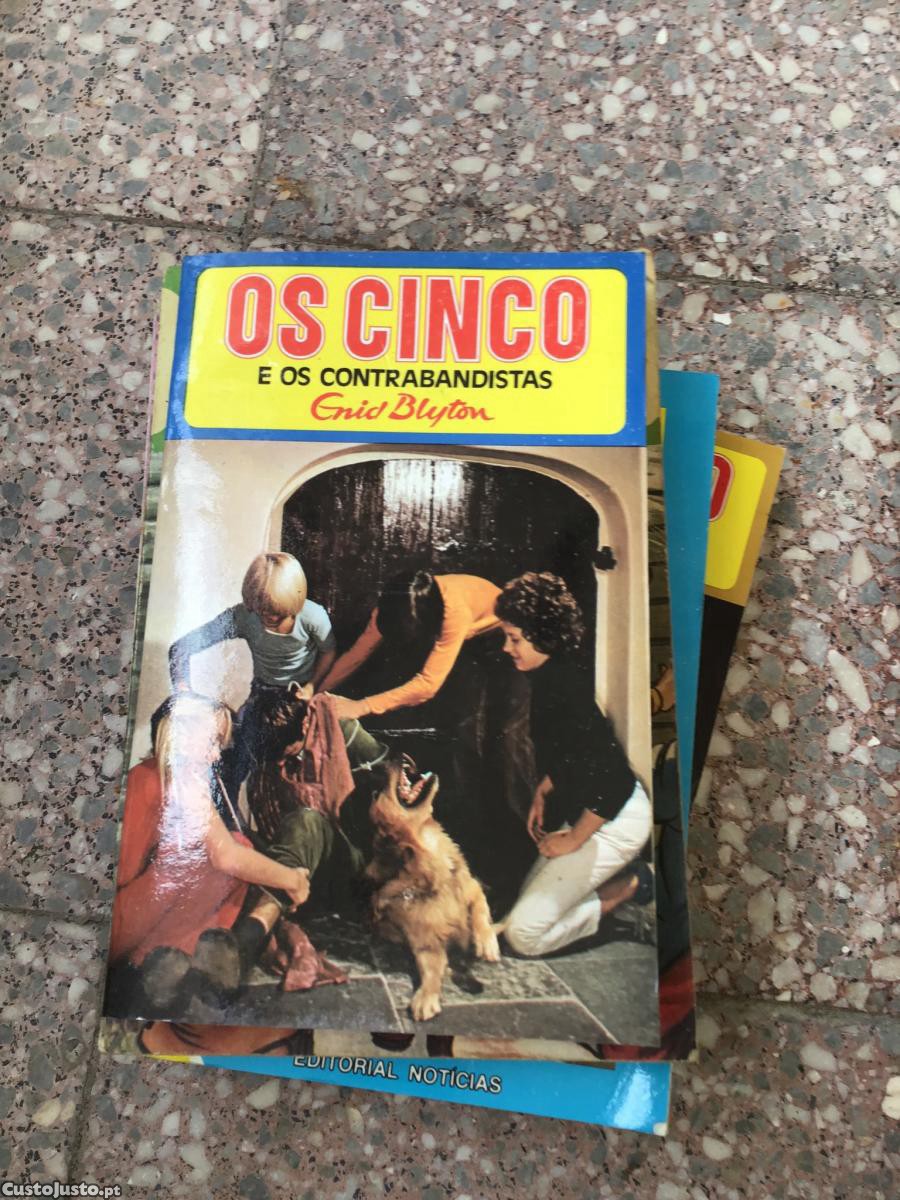 OS CINCO
E OS CONTRABANDISTAS
Enid Blyton
O
EDITORIAL NOTÍCIAS
CustoJusto.pt